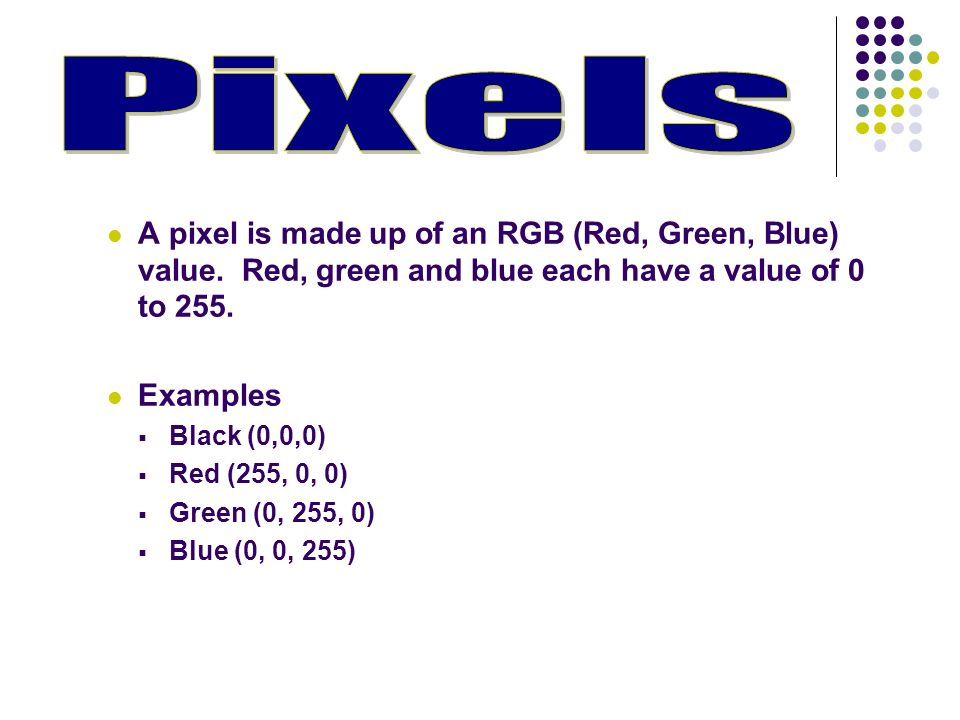 Pixels
A pixel is made up of an RGB (Red, Green, Blue)
value.  Red, green and blue each have a value of 0
to 255.
Examples
Black (0,0,0)
Red (255, 0, 0)
Green (0, 255, 0)
Blue (0, 0, 255)